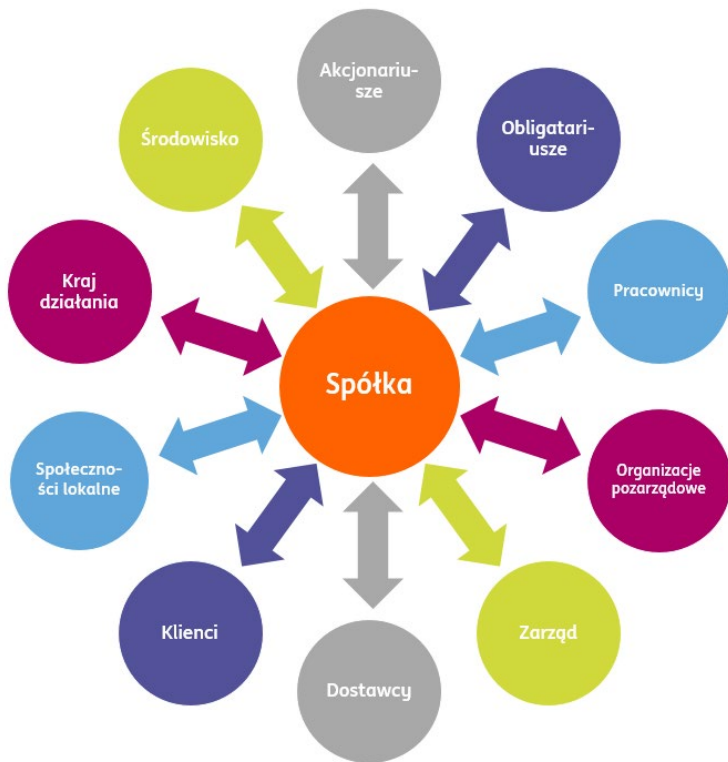 Akcjonariu-
sze
Obligatari-
usze
Środowisko
Pracownicy
Kraj
działania
Spółka
Organizacje
pozarządowe
Społeczno-
ści lokalne
Klienci
Zarząd
Dostawcy